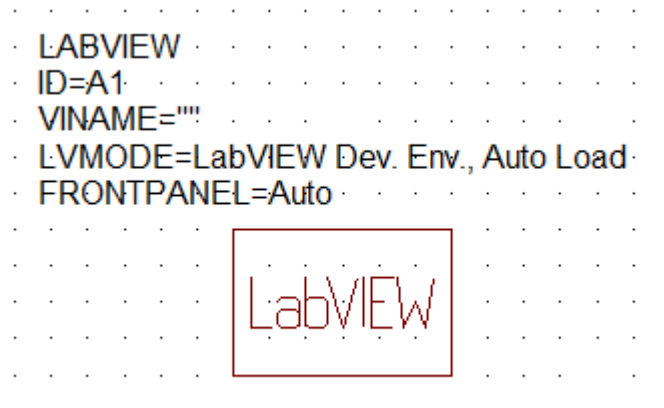 LABVIEW
ID=A1
VINAME=""
LVMODE=LabVIEW Dev. Env., Auto Load
FRONTPANEL=Auto
LabVIEW